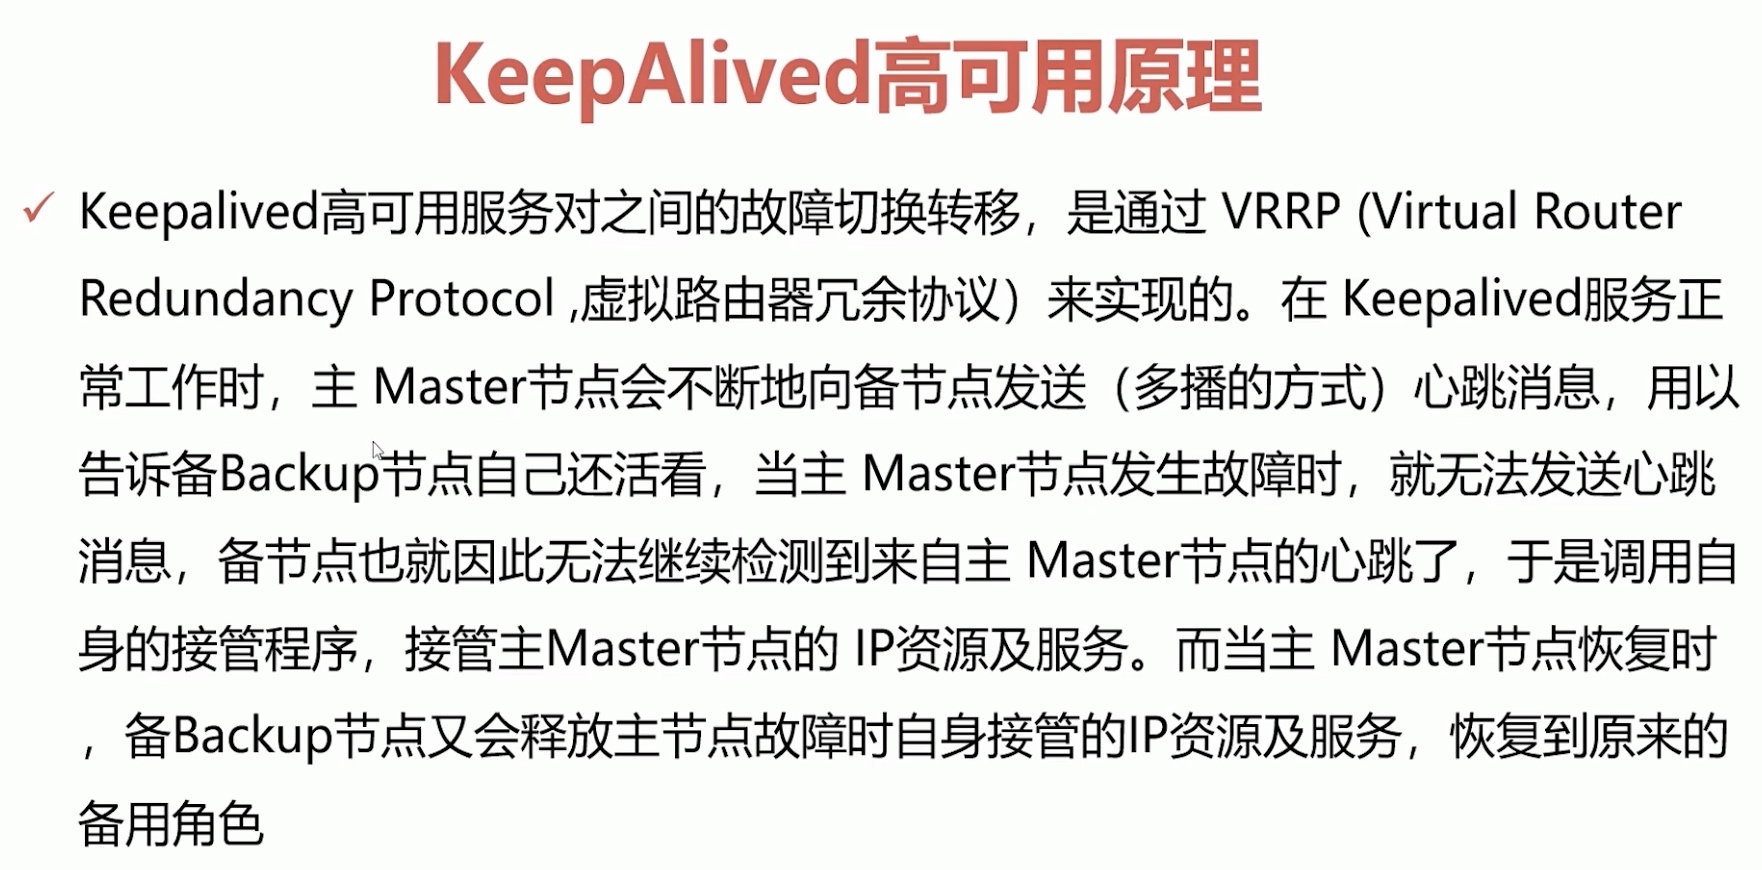 KeepAlived高可用原理
Keepalived高可用服务对之间的故障切换转移，是通过 VRRP (Virtual Router
Redundancy Protocol ,虚拟路由器冗余协议）来实现的。在 Keepalived服务正
常工作时，主 Master节点会不断地向备节点发送（多播的方式）心跳消息，用以
告诉备Backup节点自己还活看，当主 Master节点发生故障时，就无法发送心跳
消息，备节点也就因此无法继续检测到来自主 Master节点的心跳了，于是调用自
身的接管程序，接管主Master节点的 IP资源及服务。而当主 Master节点恢复时
，备Backup节点又会释放主节点故障时自身接管的IP资源及服务，恢复到原来的
备用角色